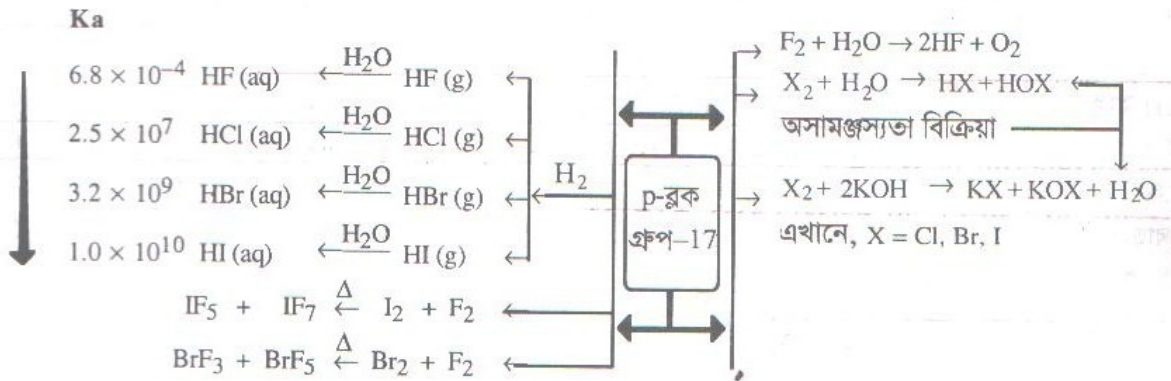 Ka
6.8 × 10⁻⁴ HF (aq) ←H₂O HF (g)
2.5 × 10⁷ HCl (aq) ←H₂O HCl (g)
3.2 × 10⁹ HBr (aq) ←H₂O HBr (g)
1.0 × 10¹⁰ HI (aq) ←H₂O HI (g)
H₂
IF₅ + IF₇ ←Δ I₂ + F₂
BrF₃ + BrF₅ ←Δ Br₂ + F₂
p-ব্লক
গ্রুপ–17
F₂ + H₂O → 2HF + O₂
X₂ + H₂O → HX + HOX
অসামঞ্জস্যতা বিক্রিয়া
X₂ + 2KOH → KX + KOX + H₂O
এখানে, X = Cl, Br, I